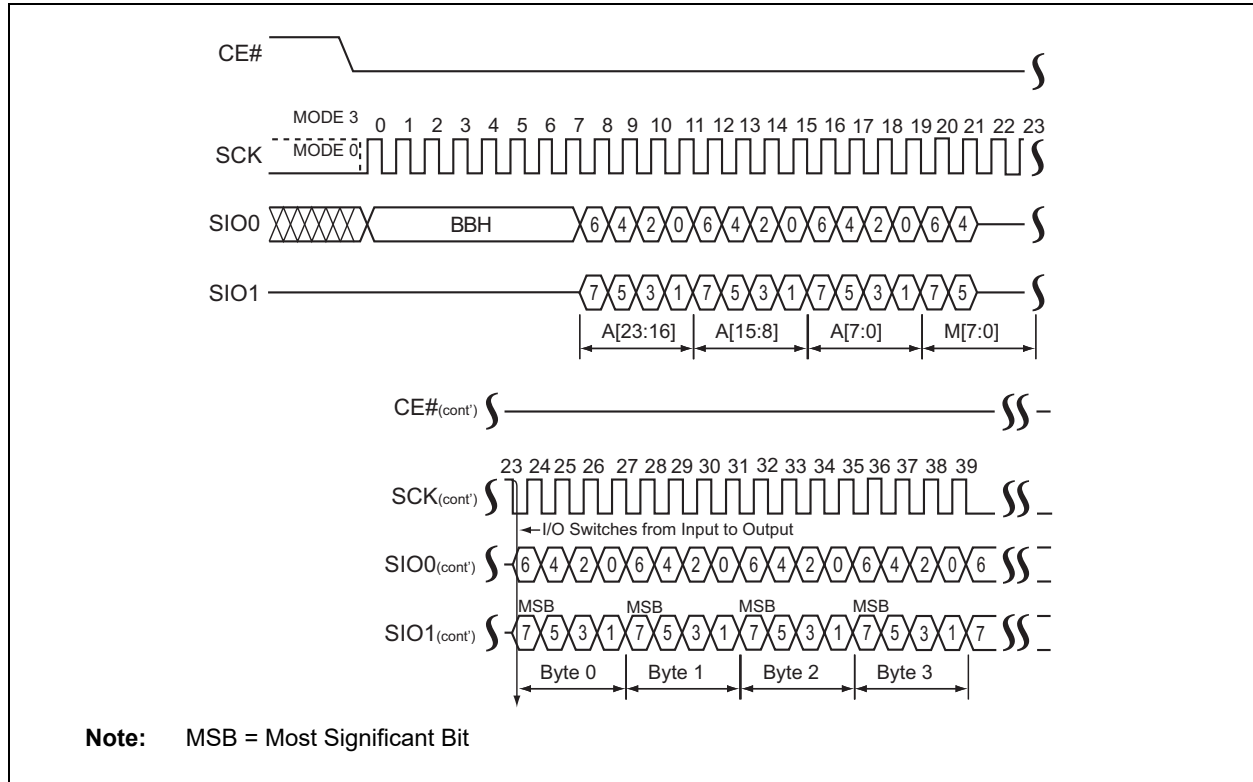 CE#
MODE 3
0 1 2 3 4 5 6 7 8 9 10 11 12 13 14 15 16 17 18 19 20 21 22 23
SCK MODE 0
SIO0 BBH 6 4 2 0 6 4 2 0 6 4 2 0 6 4
SIO1 7 5 3 1 7 5 3 1 7 5 3 1 7 5
A[23:16] A[15:8] A[7:0] M[7:0]
CE#(cont')
23 24 25 26 27 28 29 30 31 32 33 34 35 36 37 38 39
SCK(cont')
I/O Switches from Input to Output
SIO0(cont') 6 4 2 0 6 4 2 0 6 4 2 0 6 4 2 0 6
MSB MSB MSB MSB
SIO1(cont') 7 5 3 1 7 5 3 1 7 5 3 1 7 5 3 1 7
Byte 0 Byte 1 Byte 2 Byte 3
Note: MSB = Most Significant Bit